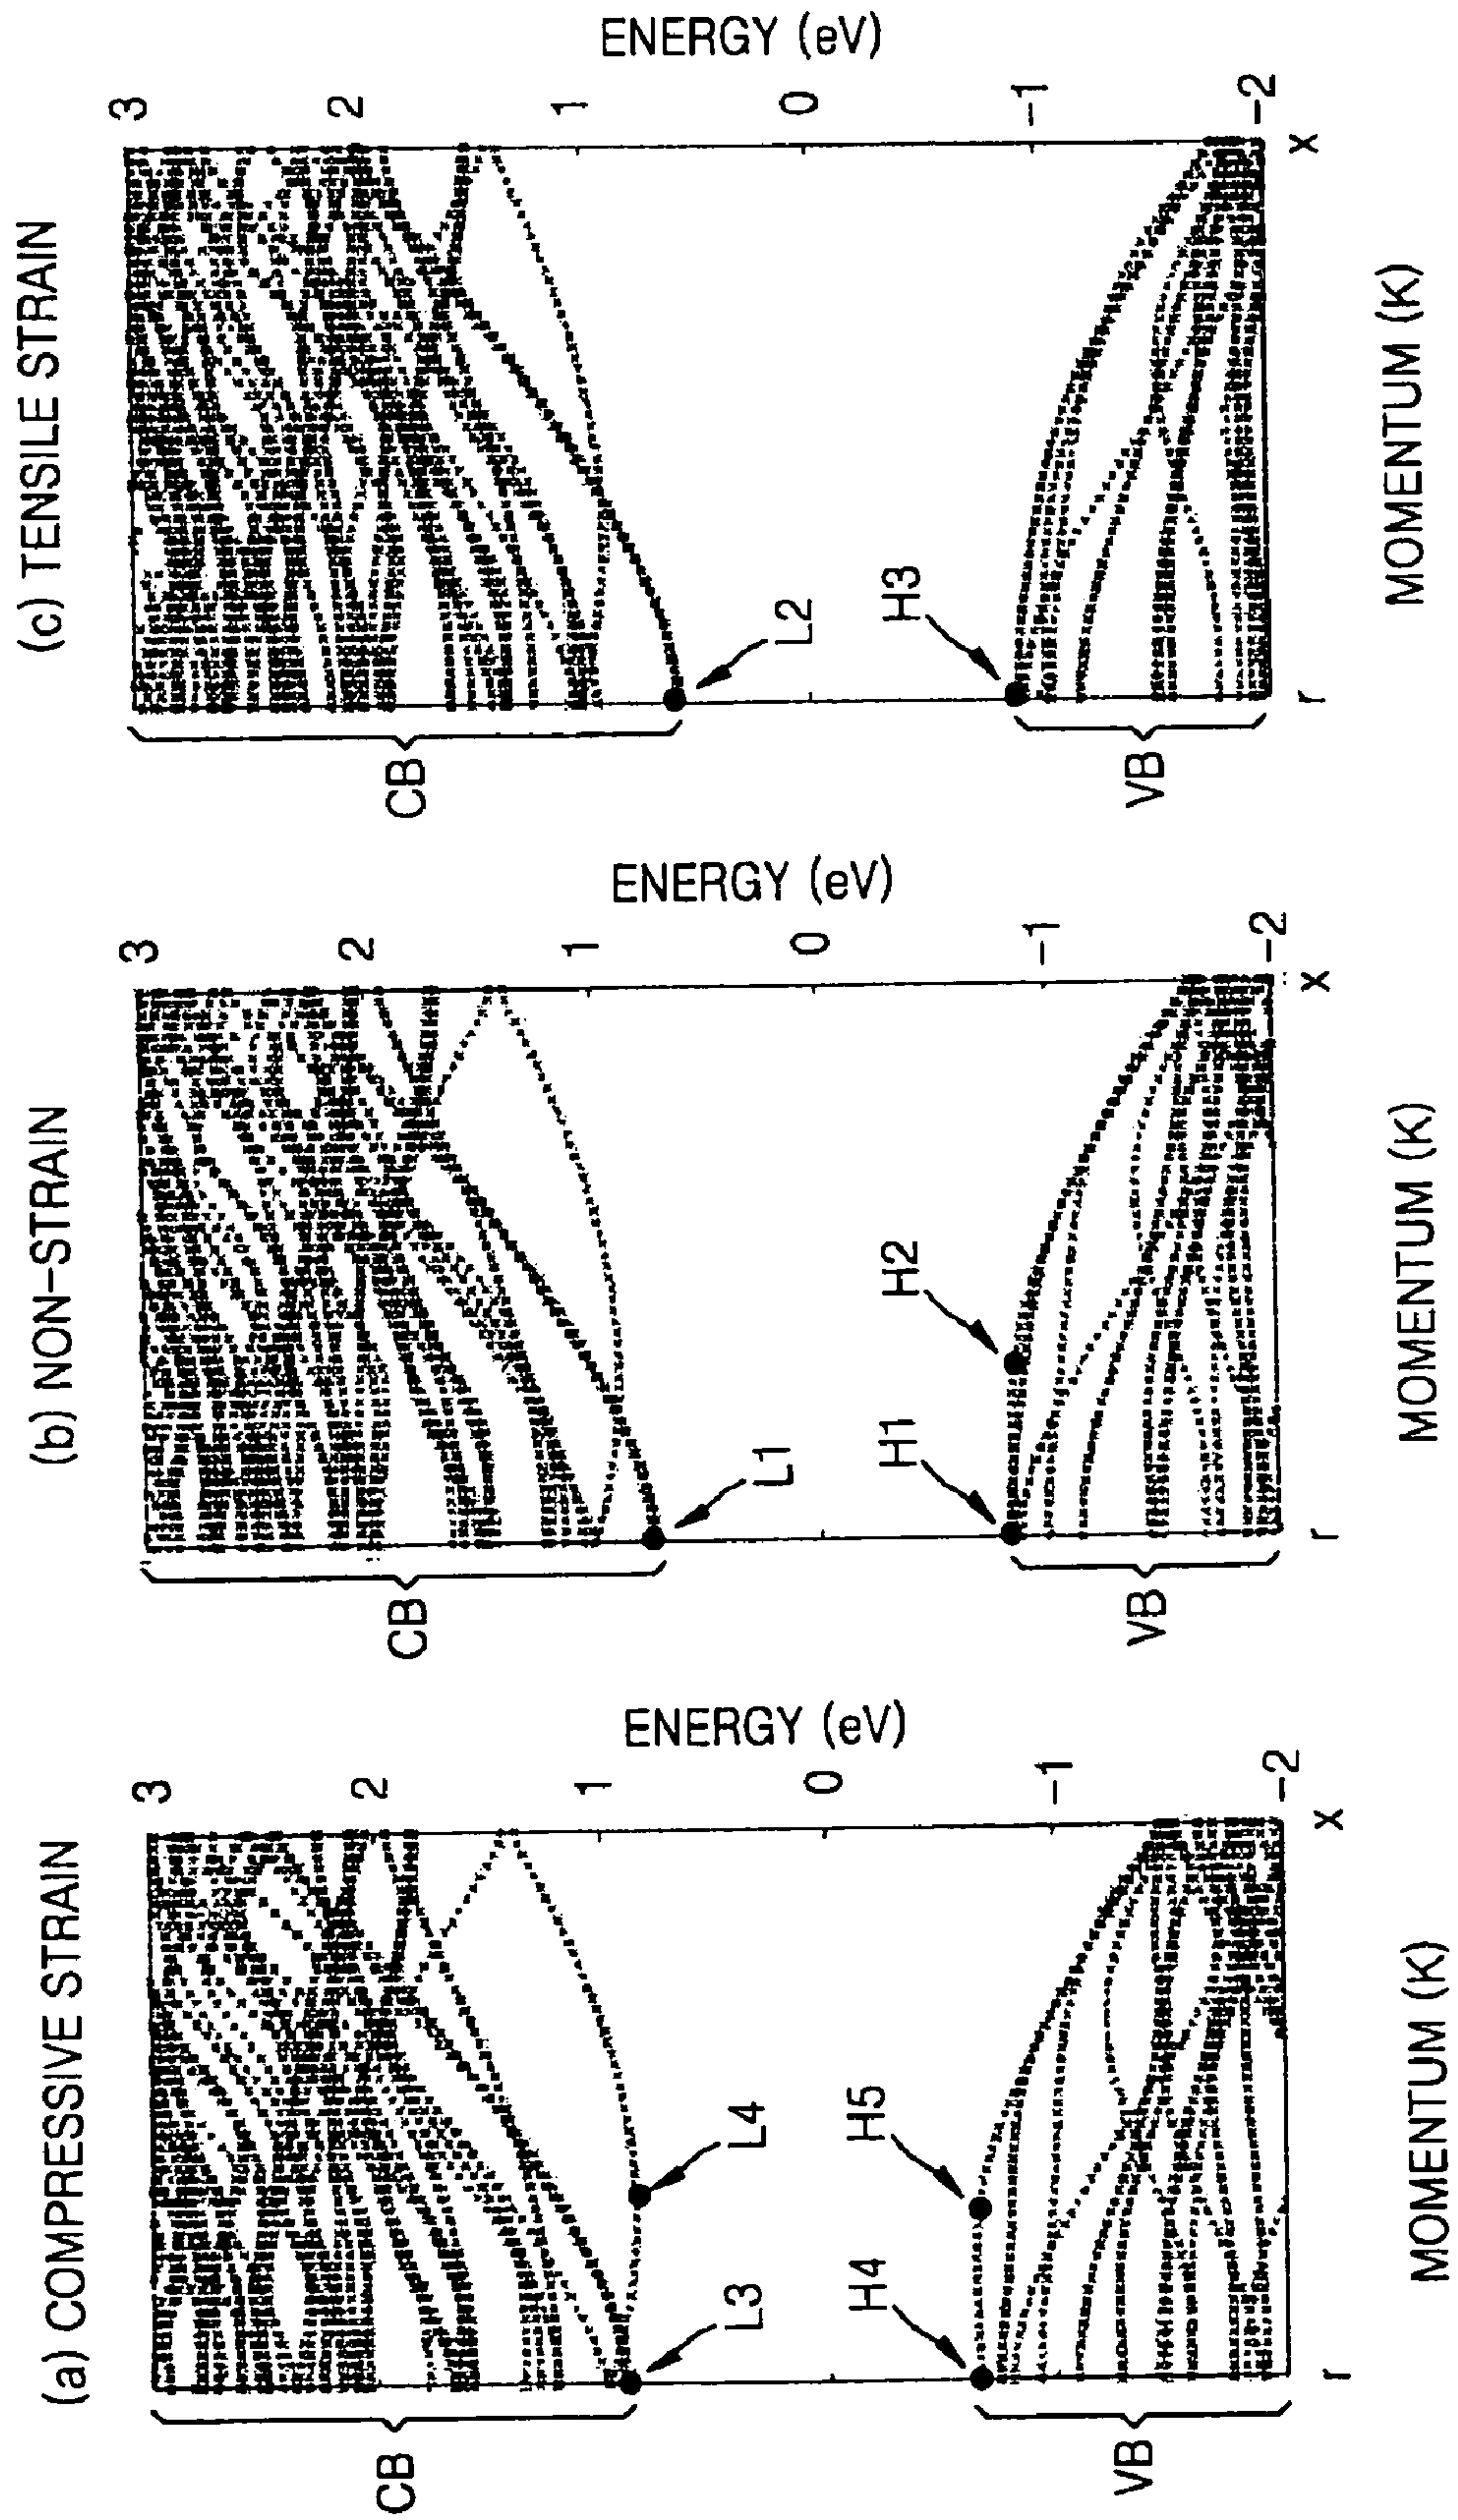 (a) COMPRESSIVE STRAIN
CB
VB
L3
L4
H4
H5
3
2
1
0
-1
-2
ENERGY (eV)
r
x
MOMENTUM (K)
(b) NON-STRAIN
CB
VB
L1
H1
H2
3
2
1
0
-1
-2
ENERGY (eV)
r
x
MOMENTUM (K)
(c) TENSILE STRAIN
CB
VB
L2
H3
3
2
1
0
-1
-2
ENERGY (eV)
r
x
MOMENTUM (K)